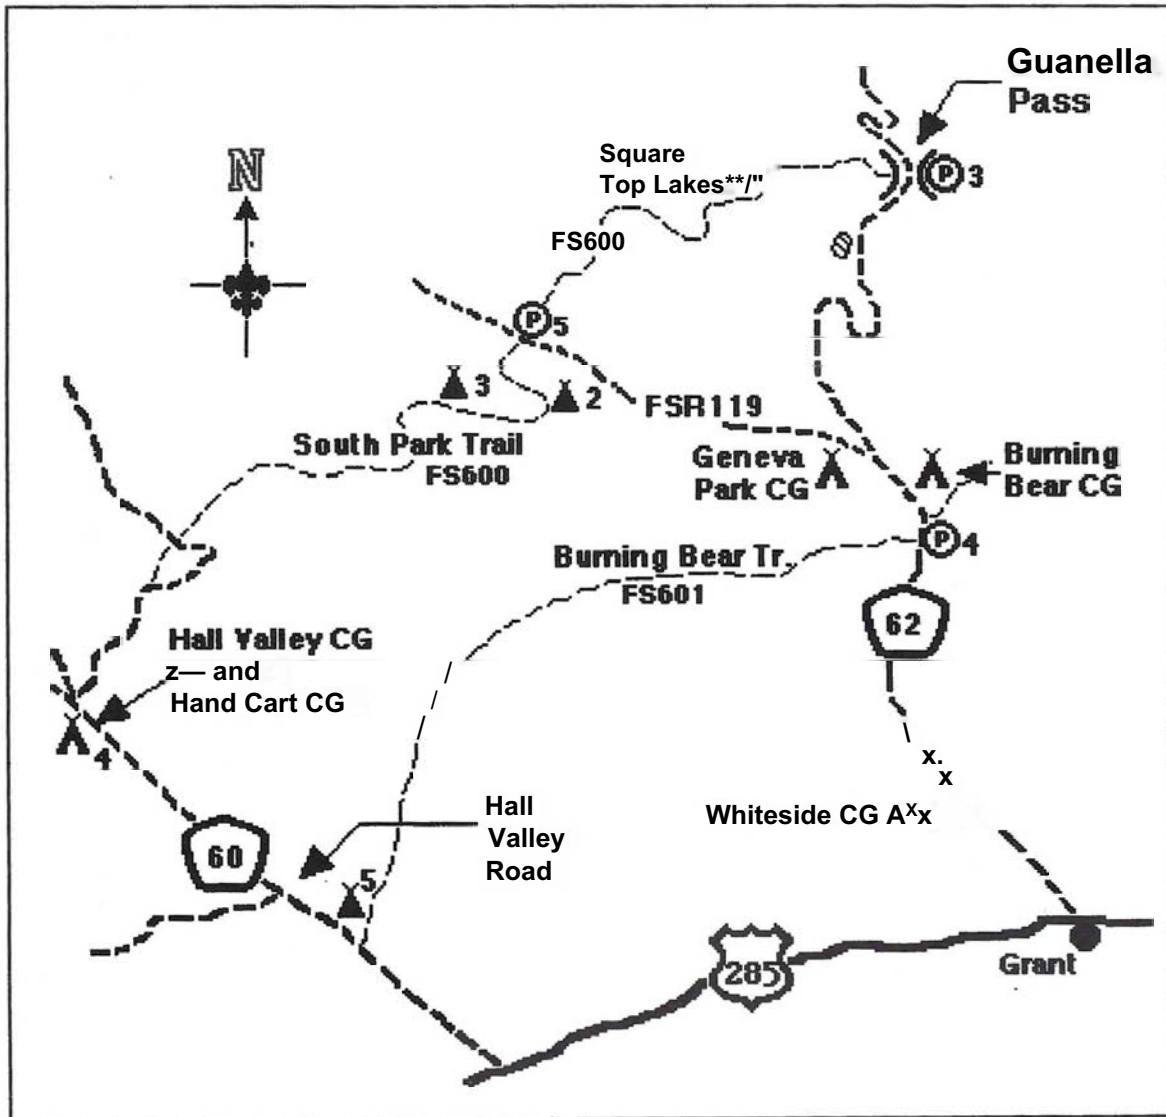 Guanella
Pass
N
Square
Top Lakes**/"
P 3
FS600
P 5
3
2
FSR119
South Park Trail
FS600
Geneva
Park CG
Burning
Bear CG
P 4
Burning Bear Tr.
FS601
62
Hall Valley CG
z— and
Hand Cart CG
4
x.
x
Hall
Valley
Road
Whiteside CG Axx
60
5
285
Grant